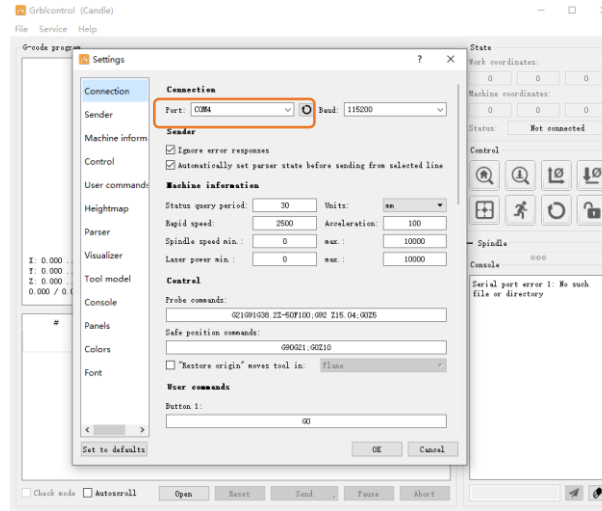 Grblcontrol (Candle)
File Service Help
G-code program
Settings
Connection
Sender
Machine inform
Control
User commands
Heightmap
Parser
Visualizer
Tool model
Console
Panels
Colors
Font
Set to defaults
Connection
Port: COM4 Baud: 115200
Sender
Ignore error responses
Automatically set parser state before sending from selected line
Machine information
Status query period: 30 Units: mm
Rapid speed: 2500 Acceleration: 100
Spindle speed min.: 0 max.: 10000
Laser power min.: 0 max.: 10000
Control
Probe commands:
G21G91G38.2Z-50F100;G92 Z15.04;G0Z5
Safe position commands:
G90G21;G0Z10
"Restore origin" moves tool in: Plane
User commands
Button 1:
G0
OK Cancel
X: 0.000 ..
Y: 0.000 ..
Z: 0.000 ..
0.000 / 0.
#
Check mode Autoscroll Open Reset Send Pause Abort
State
Work coordinates:
0 0 0
Machine coordinates:
0 0 0
Status: Not connected
Control
Spindle
Console
Serial port error 1: No such
file or directory